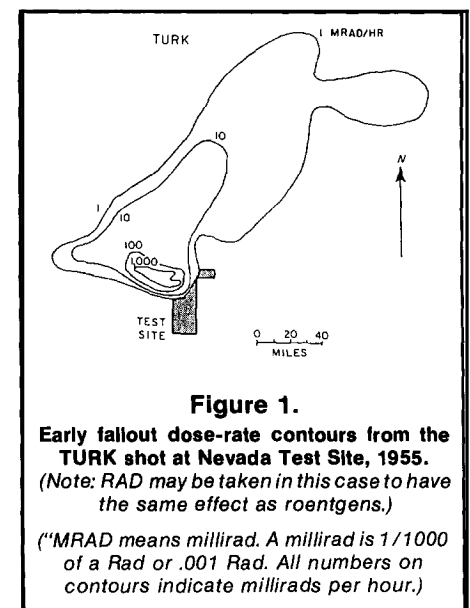 TURK
1 MRAD/HR
10
N
1
10
100
1,000
TEST
SITE
0 20 40
MILES
Figure 1.
Early fallout dose-rate contours from the
TURK shot at Nevada Test Site, 1955.
(Note: RAD may be taken in this case to have
the same effect as roentgens.)
("MRAD means millirad. A millirad is 1/1000
of a Rad or .001 Rad. All numbers on
contours indicate millirads per hour.)